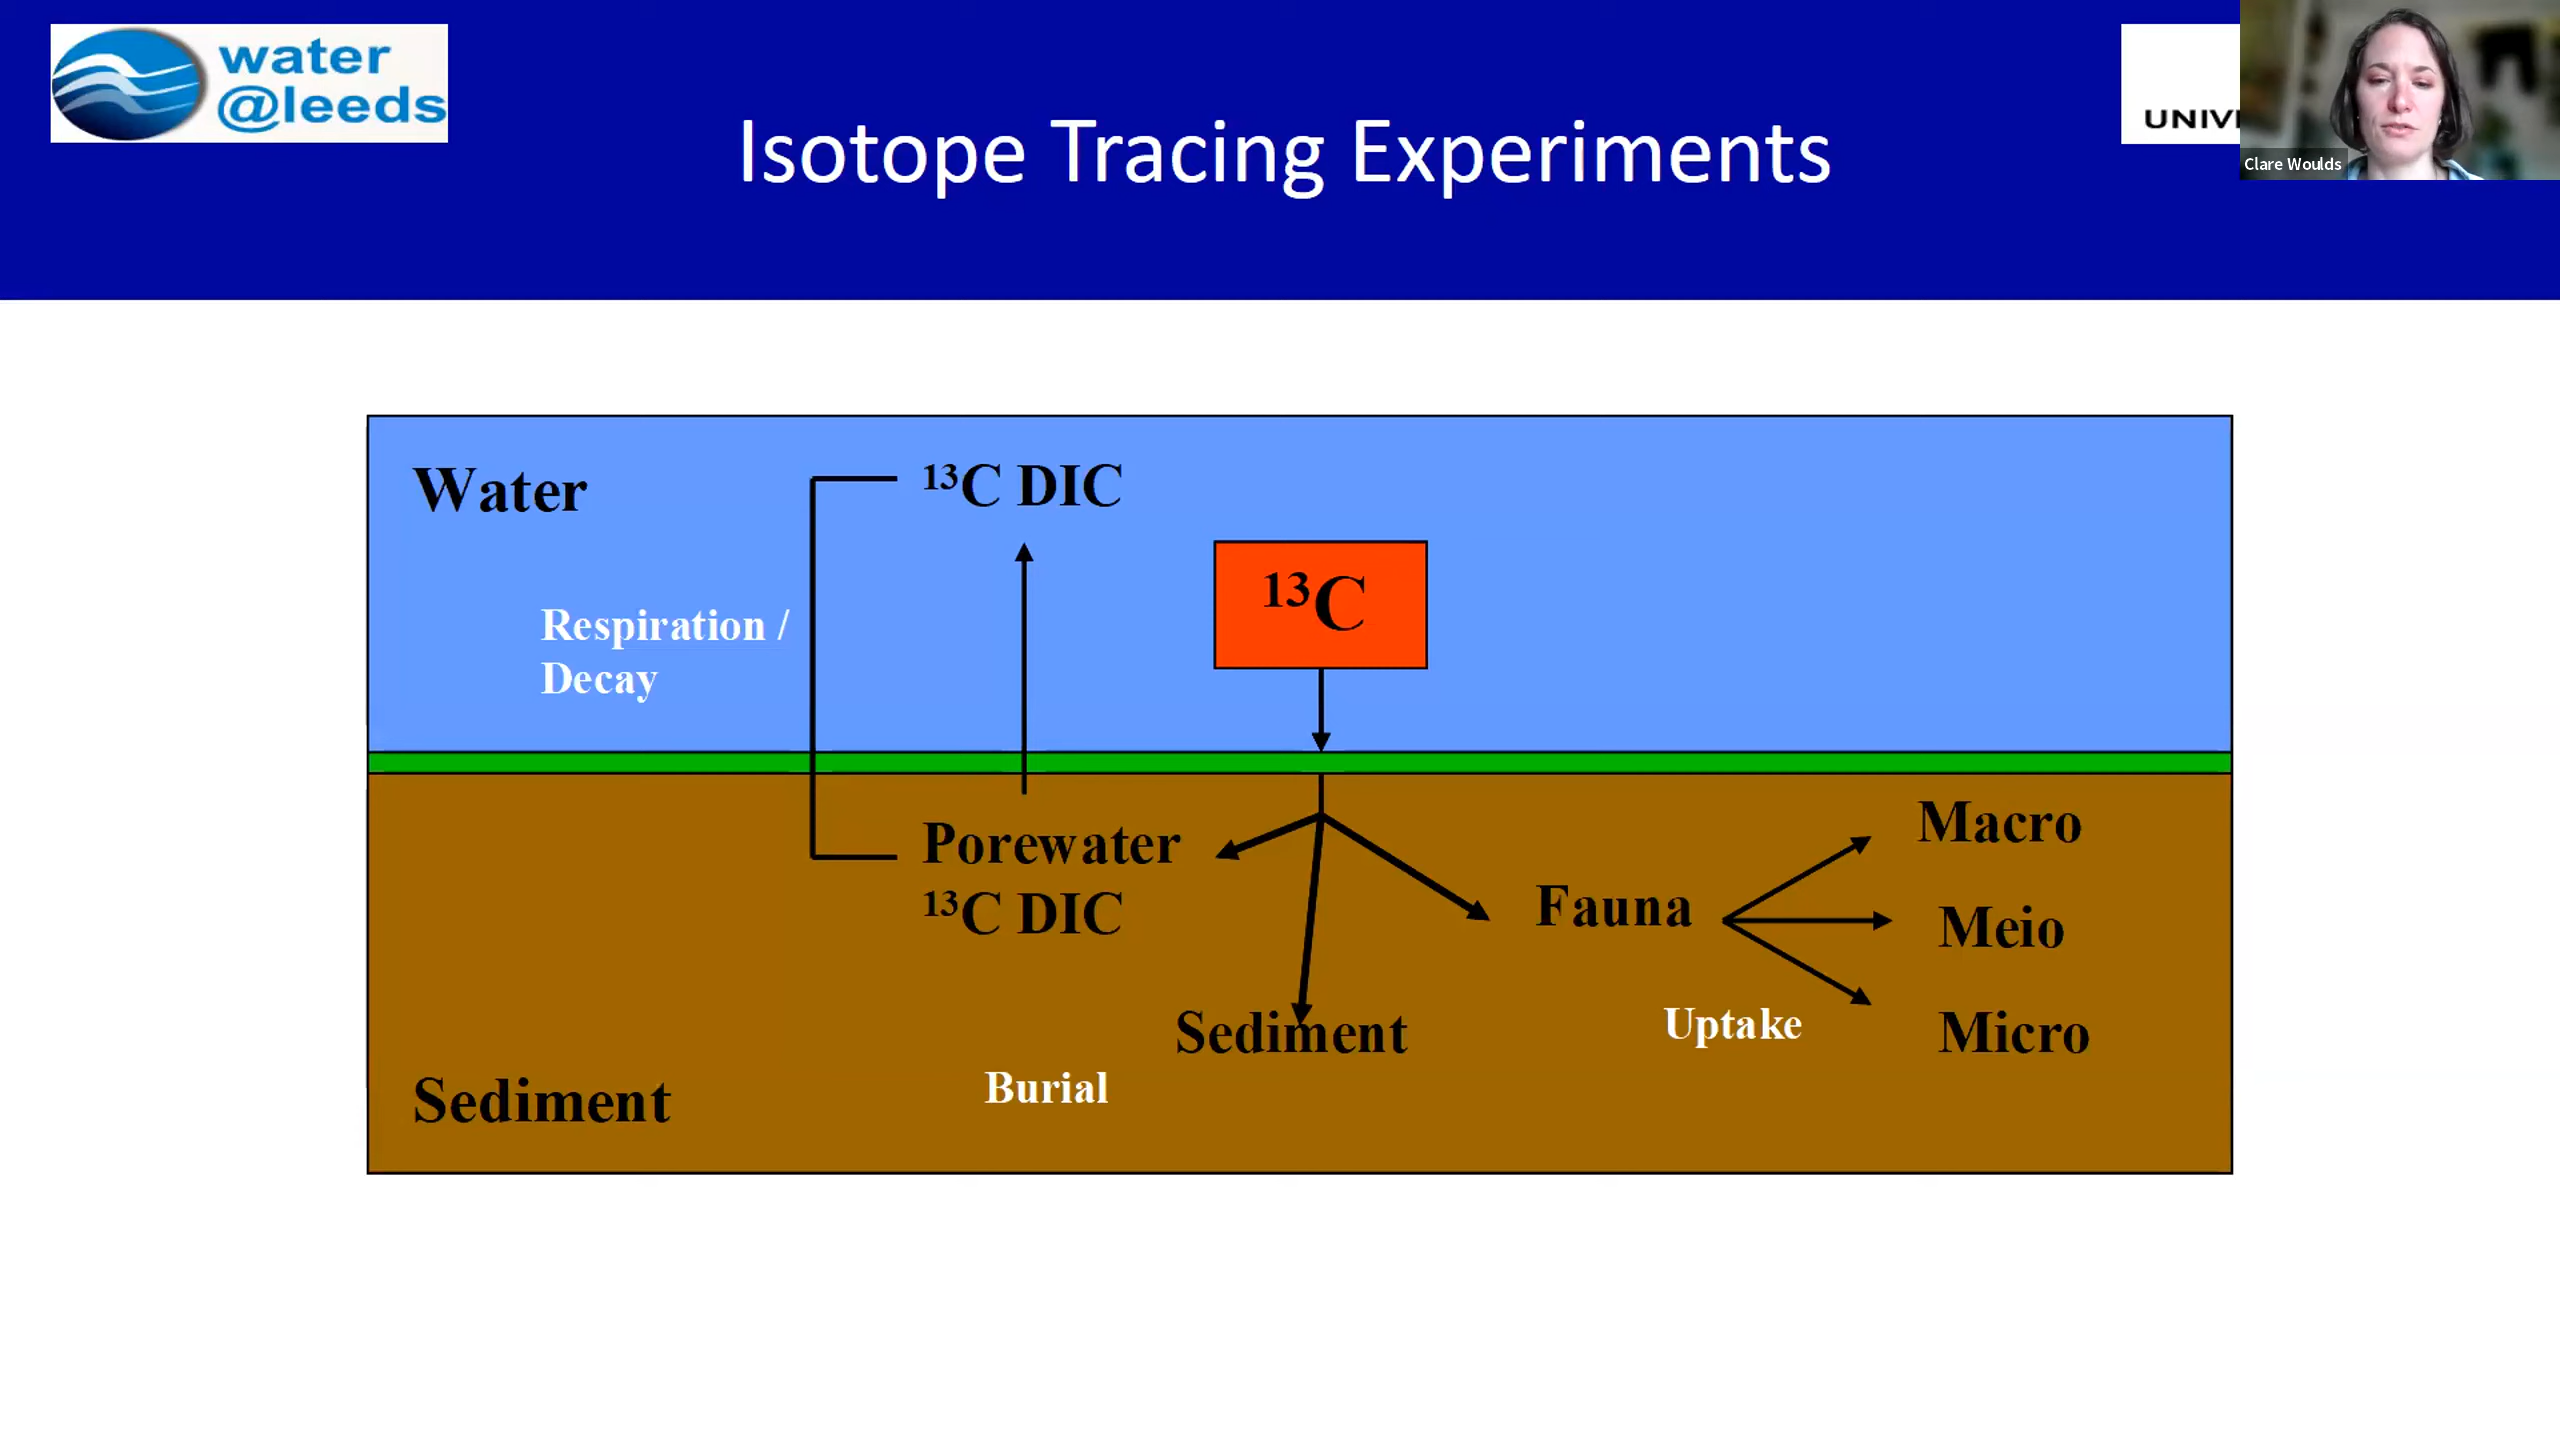 water
@leeds
Isotope Tracing Experiments
UNIV
Clare Woulds
Water
¹³C DIC
¹³C
Respiration /
Decay
Porewater
¹³C DIC
Fauna
Macro
Meio
Micro
Sediment
Uptake
Burial
Sediment